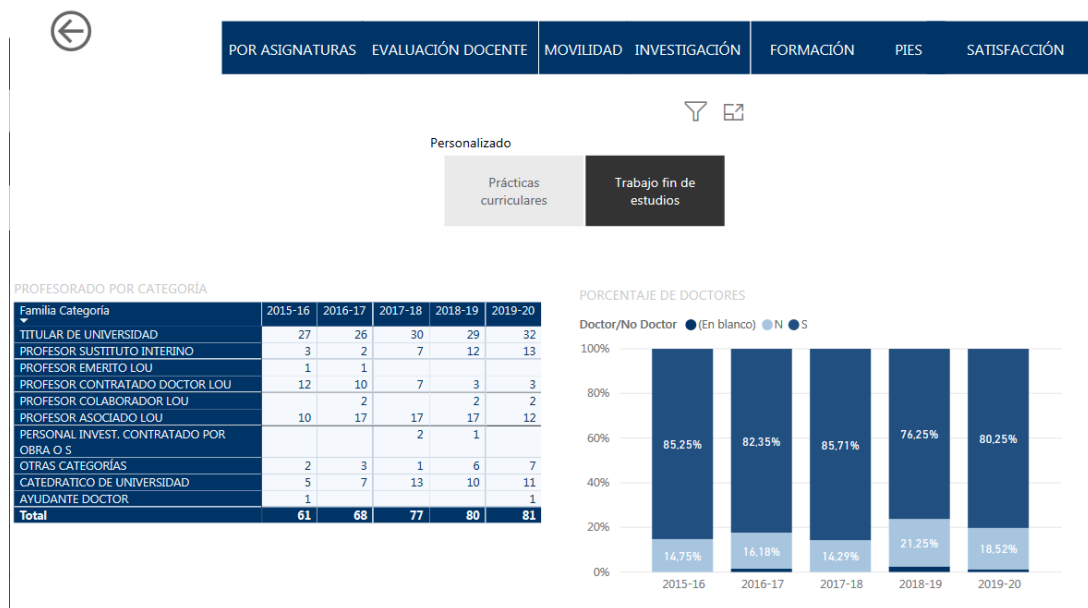 POR ASIGNATURAS EVALUACIÓN DOCENTE MOVILIDAD INVESTIGACIÓN FORMACIÓN PIES SATISFACCIÓN
Personalizado
Prácticas
curriculares
Trabajo fin de
estudios
PROFESORADO POR CATEGORÍA
Familia Categoría 2015-16 2016-17 2017-18 2018-19 2019-20
TITULAR DE UNIVERSIDAD 27 26 30 29 32
PROFESOR SUSTITUTO INTERINO 3 2 7 12 13
PROFESOR EMERITO LOU 1 1
PROFESOR CONTRATADO DOCTOR LOU 12 10 7 3 3
PROFESOR COLABORADOR LOU 2 2 2
PROFESOR ASOCIADO LOU 10 17 17 17 12
PERSONAL INVEST. CONTRATADO POR
OBRA O S 2 1
OTRAS CATEGORÍAS 2 3 1 6 7
CATEDRATICO DE UNIVERSIDAD 5 7 13 10 11
AYUDANTE DOCTOR 1 1
Total 61 68 77 80 81
PORCENTAJE DE DOCTORES
Doctor/No Doctor (En blanco) N S
100%
80%
60%
40%
20%
0%
85,25% 82,35% 85,71% 76,25% 80,25%
14,75% 16,18% 14,29% 21,25% 18,52%
2015-16 2016-17 2017-18 2018-19 2019-20